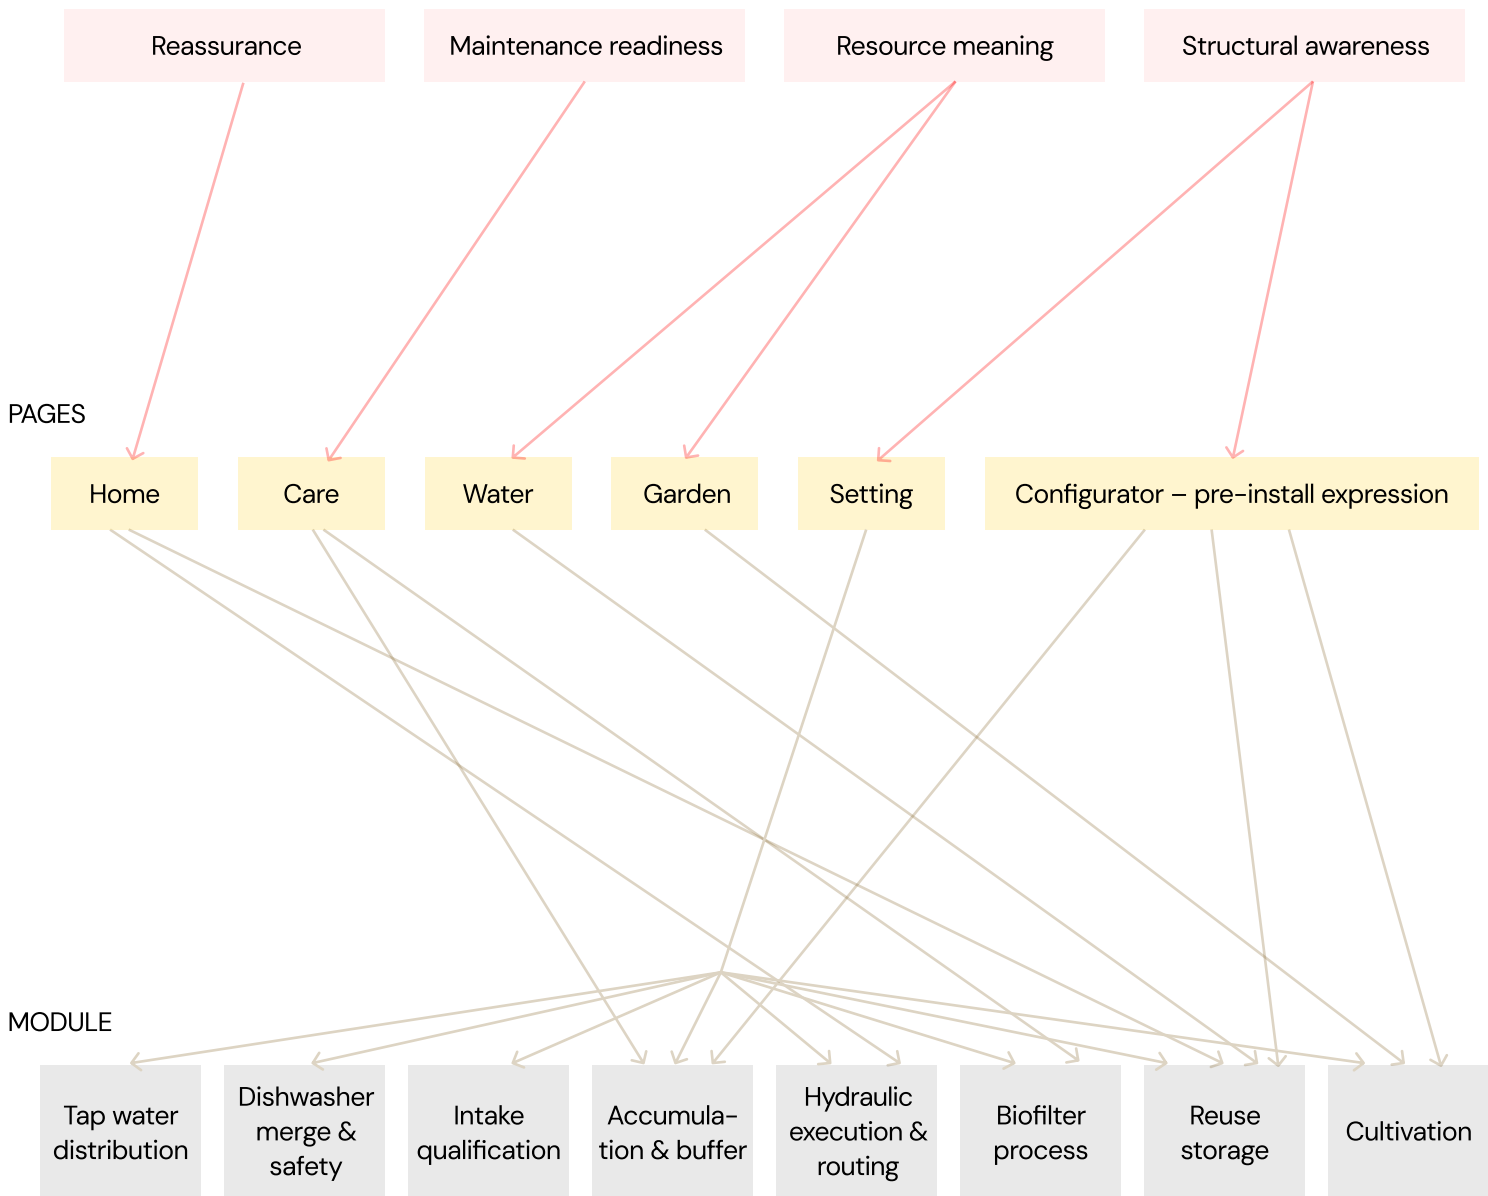 Reassurance
Maintenance readiness
Resource meaning
Structural awareness
PAGES
Home
Care
Water
Garden
Setting
Configurator – pre-install expression
MODULE
Tap water
distribution
Dishwasher
merge &
safety
Intake
qualification
Accumula-
tion & buffer
Hydraulic
execution &
routing
Biofilter
process
Reuse
storage
Cultivation